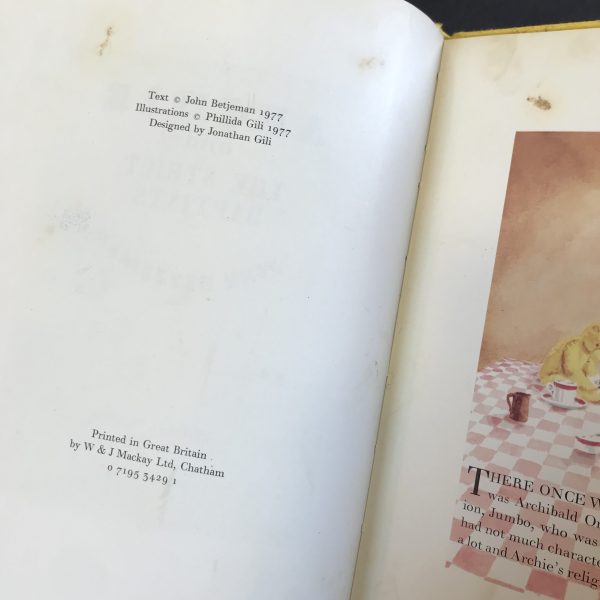 Text © John Betjeman 1977
Illustrations © Phillida Gili 1977
Designed by Jonathan Gili
Printed in Great Britain
by W & J Mackay Ltd, Chatham
0 7195 3429 1
THERE ONCE W
was Archibald Or
ion, Jumbo, who was
had not much characte
a lot and Archie's relig